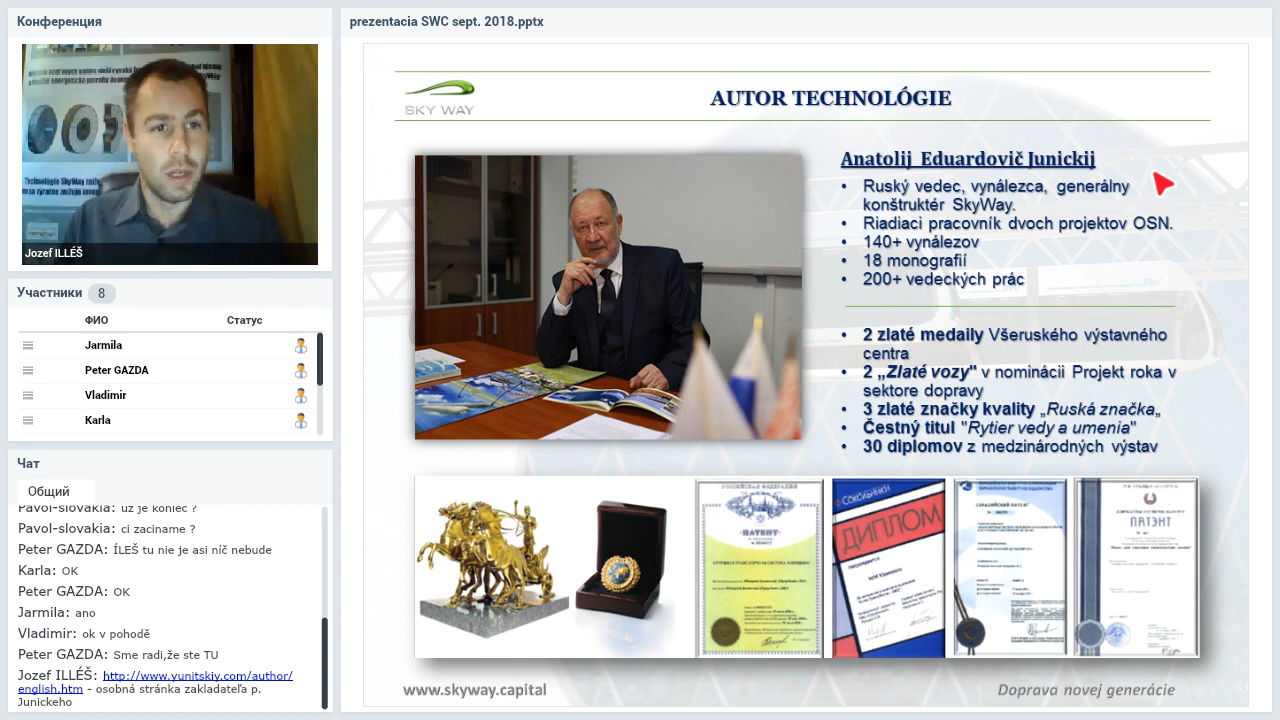 Конференция
Jozef ILLÉŠ
Участники 8
ФИО Статус
Jarmila
Peter GAZDA
Vladimir
Karla
Чат
Общий
Pavol-slovakia: uz je koniec ?
Pavol-slovakia: ci zaciname ?
Peter GAZDA: ÍLEŠ tu nie je asi níč nebude
Karla: OK
Peter GAZDA: OK
Jarmila: ano
Peter GAZDA: Sme radi,že ste TU
Jozef ILLÉŠ: http://www.yunitskiy.com/author/
english.htm - osobná stránka zakladateľa p.
Junickeho
prezentacia SWC sept. 2018.pptx
SKY WAY
AUTOR TECHNOLÓGIE
Anatolij Eduardovič Junickij
• Ruský vedec, vynálezca, generálny
konštruktér SkyWay.
• Riadiaci pracovník dvoch projektov OSN.
• 140+ vynálezov
• 18 monografií
• 200+ vedeckých prác
• 2 zlaté medaily Všeruského výstavného
centra
• 2 „Zlaté vozy" v nominácii Projekt roka v
sektore dopravy
• 3 zlaté značky kvality „Ruská značka„
• Čestný titul "Rytier vedy a umenia"
• 30 diplomov z medzinárodných výstav
СОКОЛЬНИКИ
ДИПЛОМ
ПАТЕНТ
ПАТЭНТ
www.skyway.capital
Doprava novej generácie